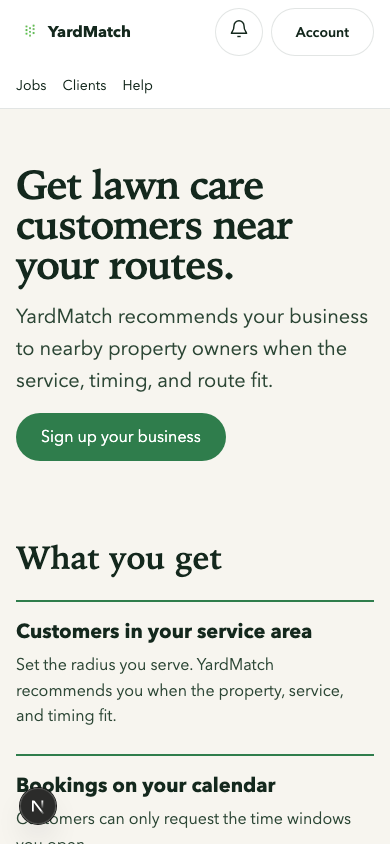 YardMatch
Account
Jobs Clients Help
Get lawn care
customers near
your routes.
YardMatch recommends your business
to nearby property owners when the
service, timing, and route fit.
Sign up your business
What you get
Customers in your service area
Set the radius you serve. YardMatch
recommends you when the property, service,
and timing fit.
Bookings on your calendar
N
Customers can only request the time windows
you open.